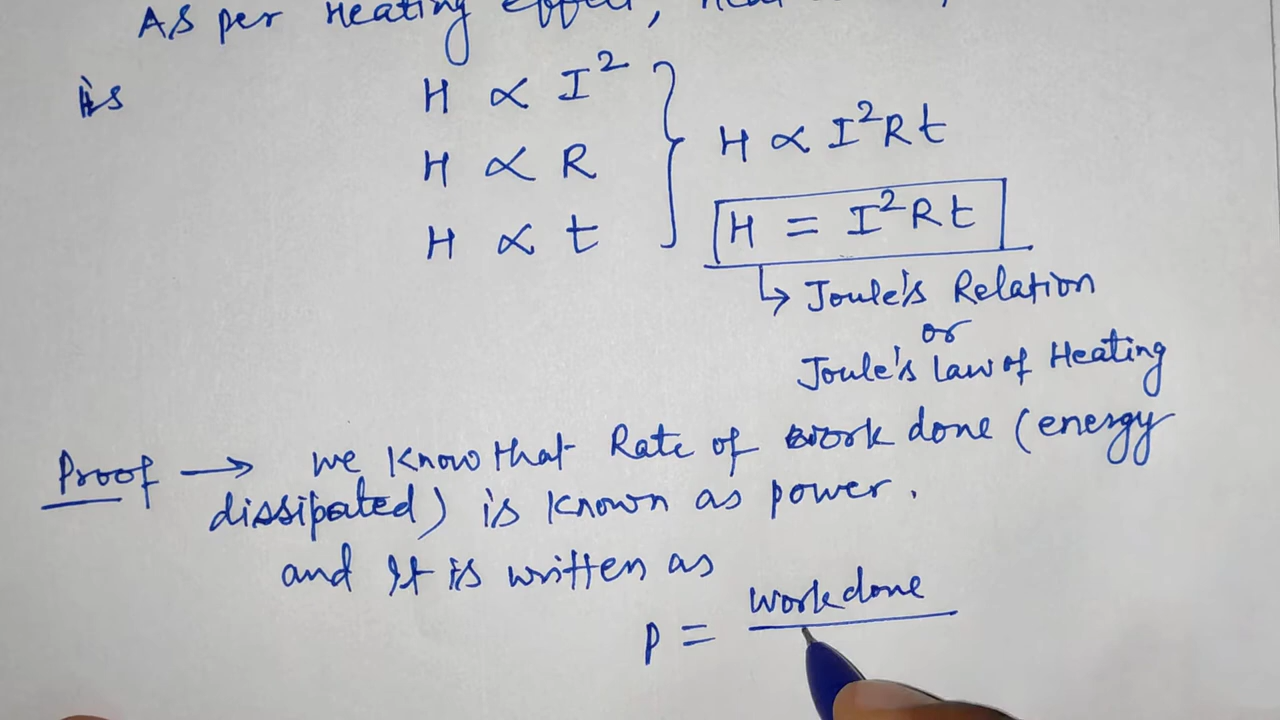 As per Heating effect,
is H ∝ I²
H ∝ R
H ∝ t
H ∝ I²Rt
H = I²Rt
↳ Joule's Relation
or
Joule's Law of Heating
Proof → we know that Rate of work done (energy
dissipated) is known as power.
and It is written as
P = work done